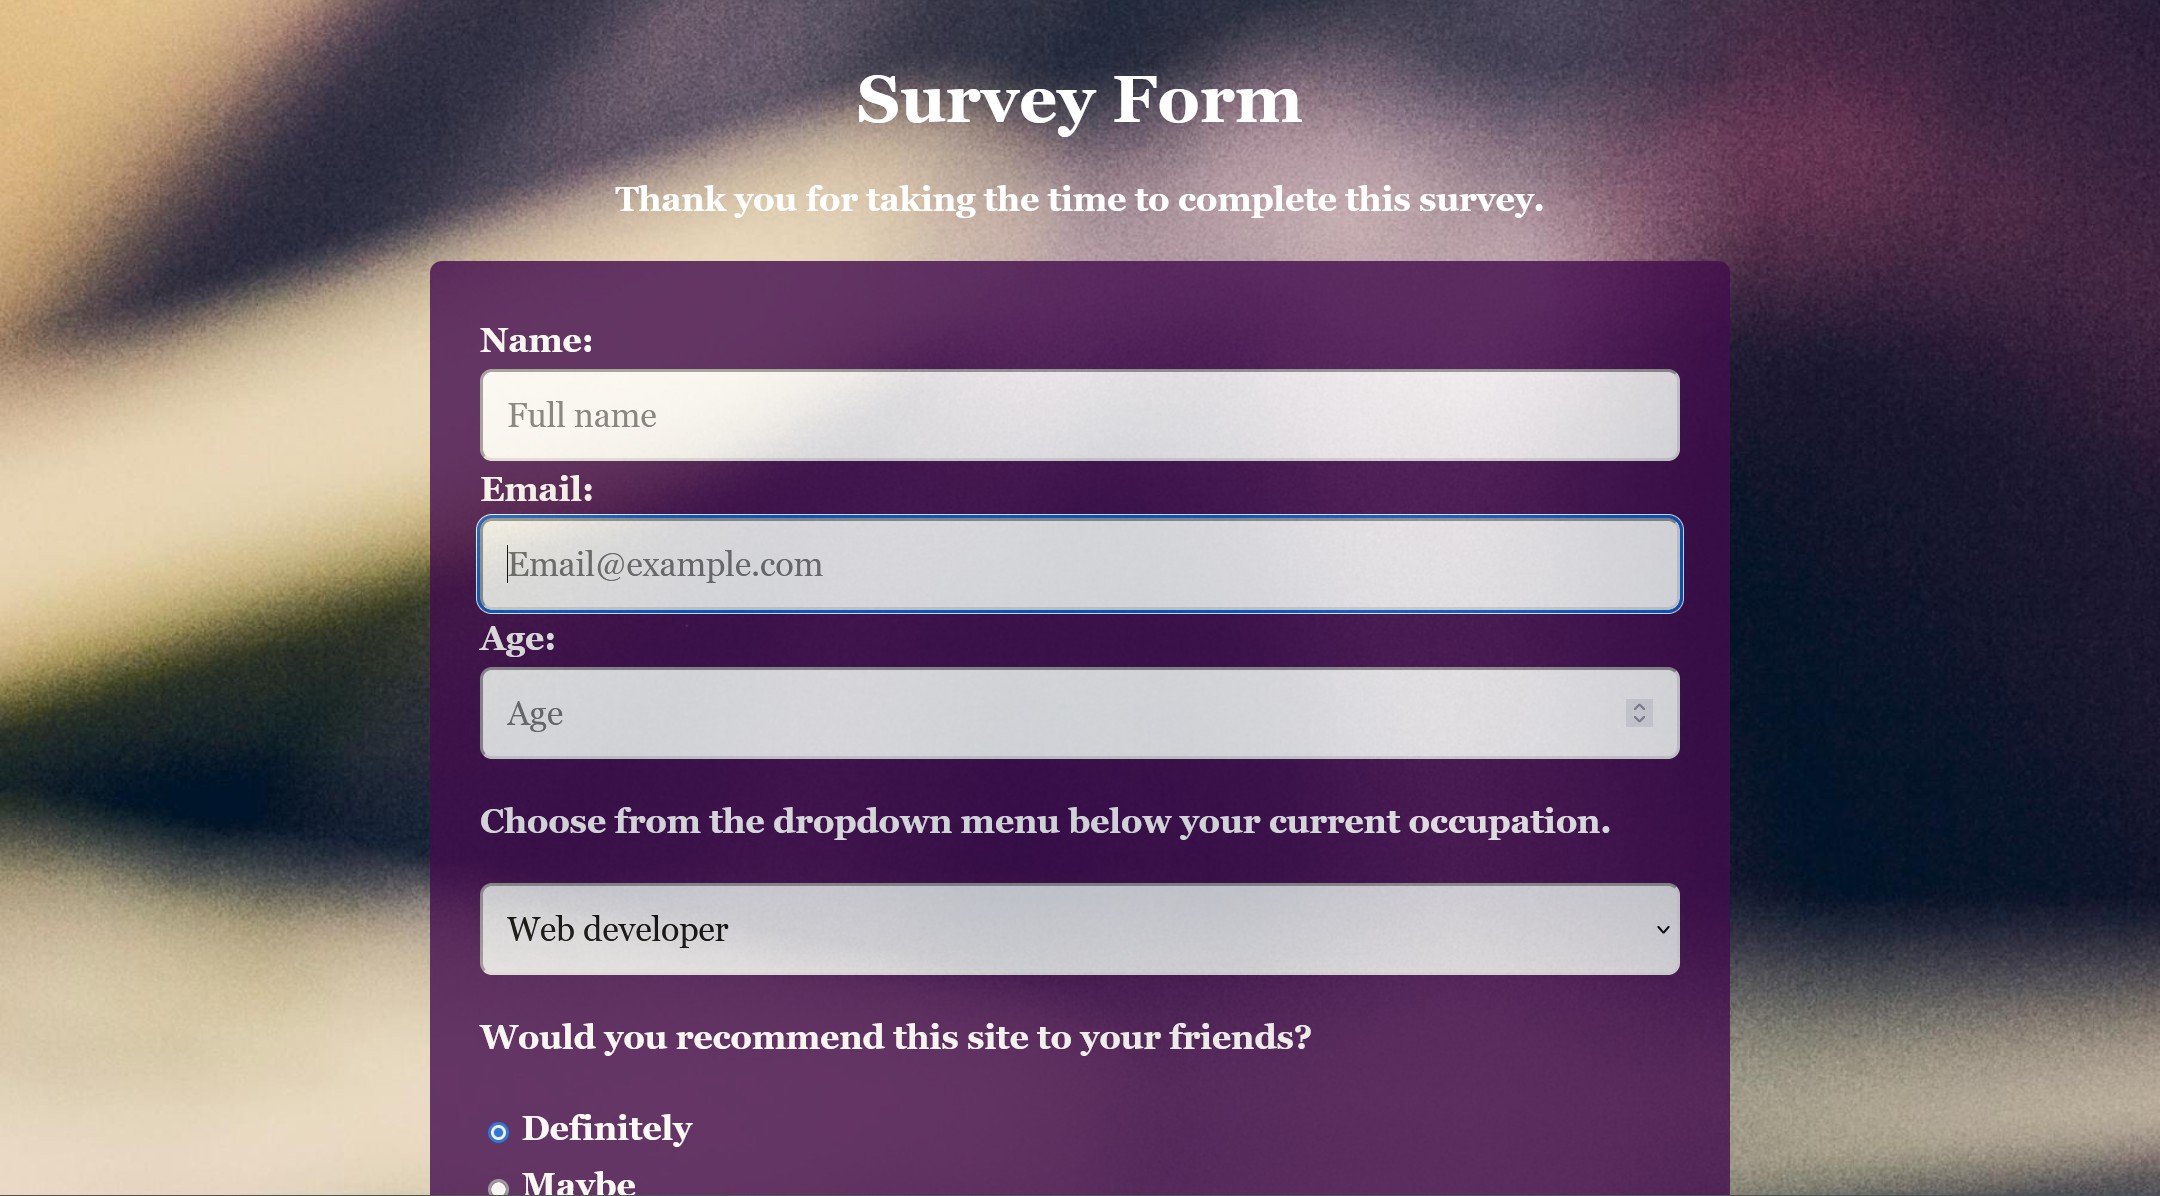 Survey Form
Thank you for taking the time to complete this survey.
Name:
Full name
Email:
Email@example.com
Age:
Age
Choose from the dropdown menu below your current occupation.
Web developer
Would you recommend this site to your friends?
Definitely
Maybe